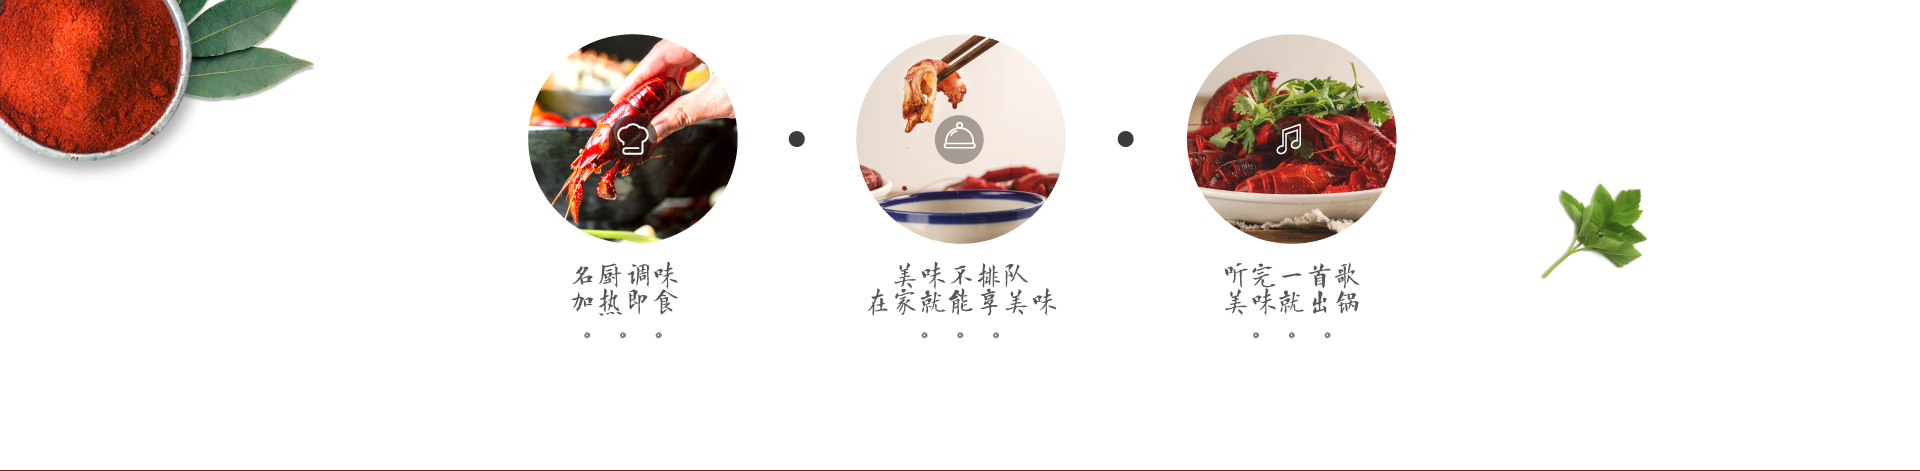 名厨调味
加热即食
美味不排队
在家就能享美味
听完一首歌
美味就出锅